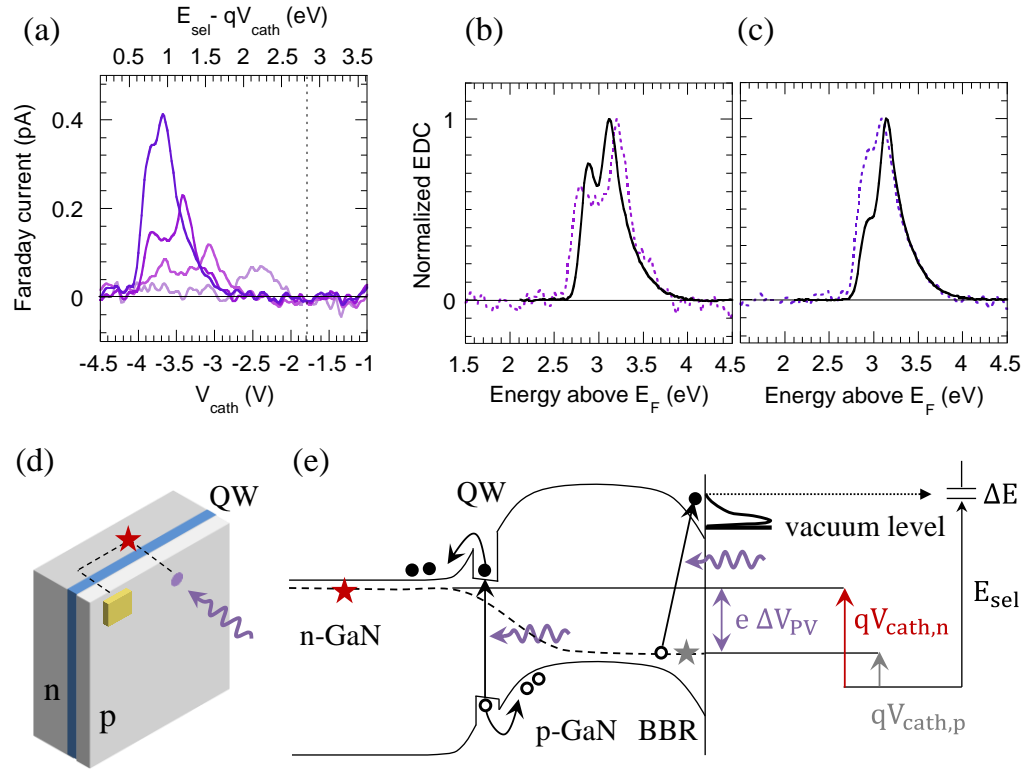 (a)
E_sel - qV_cath (eV)
0.5 1 1.5 2 2.5 3 3.5
Faraday current (pA)
0.4
0.2
0
-4.5 -4 -3.5 -3 -2.5 -2 -1.5 -1
V_cath (V)
(b)
Normalized EDC
1
0
1.5 2 2.5 3 3.5 4 4.5
Energy above E_F (eV)
(c)
1.5 2 2.5 3 3.5 4 4.5
Energy above E_F (eV)
(d)
QW
n
p
(e)
QW
ΔE
vacuum level
E_sel
n-GaN
e ΔV_PV
qV_cath,n
p-GaN
BBR
qV_cath,p